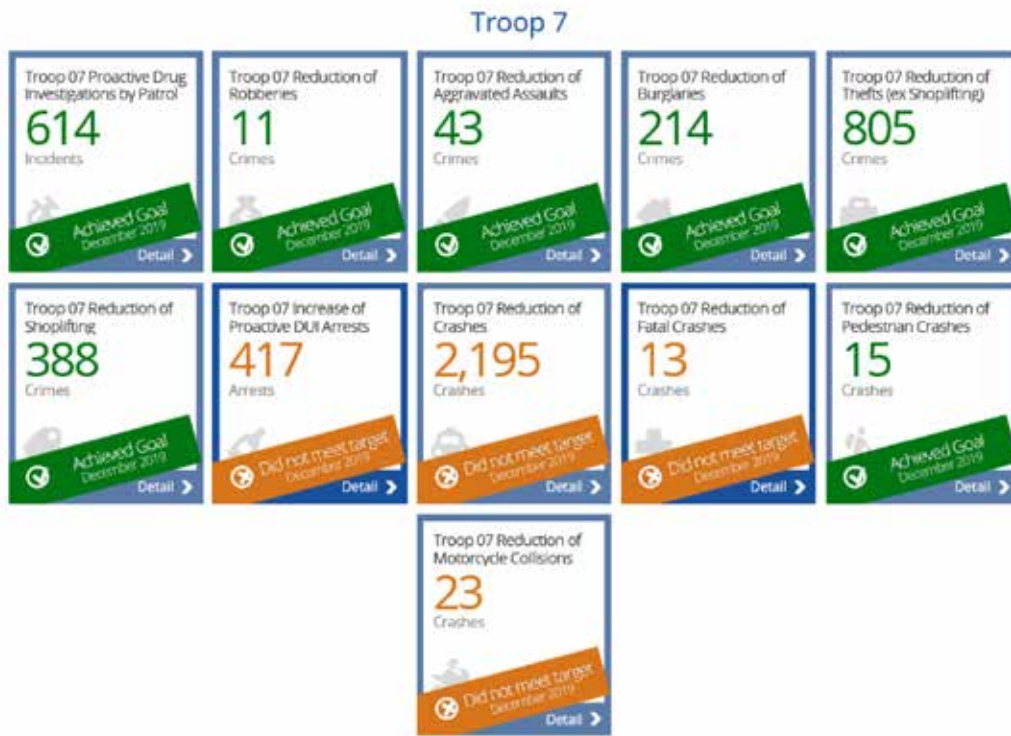 Troop 7
Troop 07 Proactive Drug
Investigations by Patrol
614
Incidents
Achieved Goal
December 2019
Detail
Troop 07 Reduction of
Robberies
11
Crimes
Achieved Goal
December 2019
Detail
Troop 07 Reduction of
Aggravated Assaults
43
Crimes
Achieved Goal
December 2019
Detail
Troop 07 Reduction of
Burglaries
214
Crimes
Achieved Goal
December 2019
Detail
Troop 07 Reduction of
Thefts (ex Shoplifting)
805
Crimes
Achieved Goal
December 2019
Detail
Troop 07 Reduction of
Shoplifting
388
Crimes
Achieved Goal
December 2019
Detail
Troop 07 Increase of
Proactive DUI Arrests
417
Arrests
Did not meet target
December 2019
Detail
Troop 07 Reduction of
Crashes
2,195
Crashes
Did not meet target
December 2019
Detail
Troop 07 Reduction of
Fatal Crashes
13
Crashes
Did not meet target
December 2019
Detail
Troop 07 Reduction of
Pedestrian Crashes
15
Crashes
Achieved Goal
December 2019
Detail
Troop 07 Reduction of
Motorcycle Collisions
23
Crashes
Did not meet target
December 2019
Detail